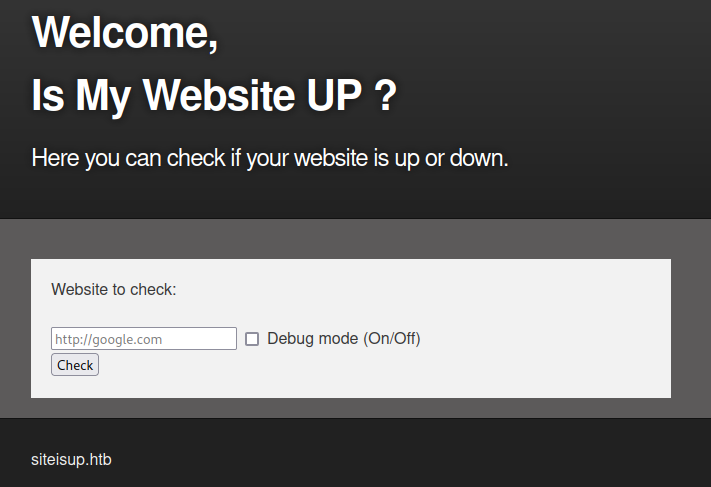 Welcome,
Is My Website UP ?
Here you can check if your website is up or down.
Website to check:
http://google.com Debug mode (On/Off)
Check
siteisup.htb